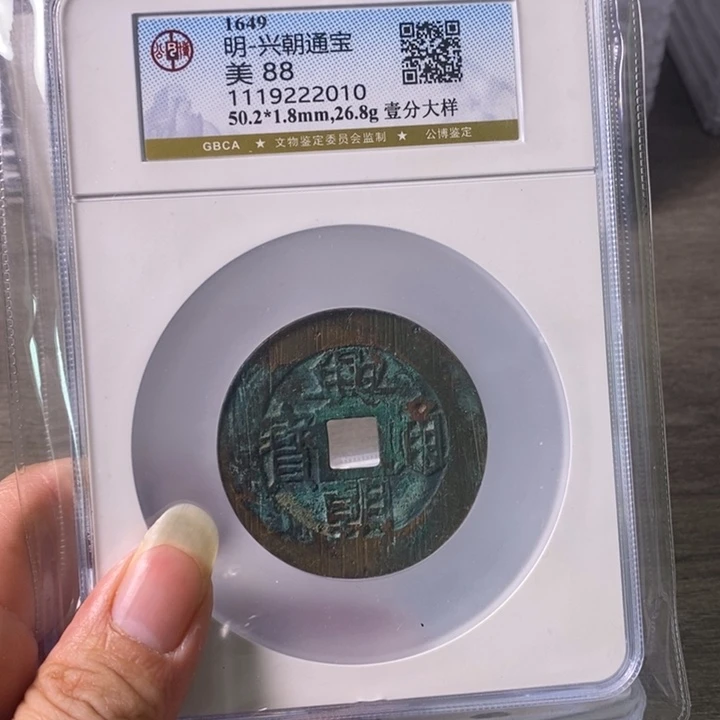 1649
明-兴朝通宝
美 88
1119222010
50.2*1.8mm,26.8g 壹分大样
GBCA ★ 文物鉴定委员会监制 ★ 公博鉴定
興
寳 通
朝